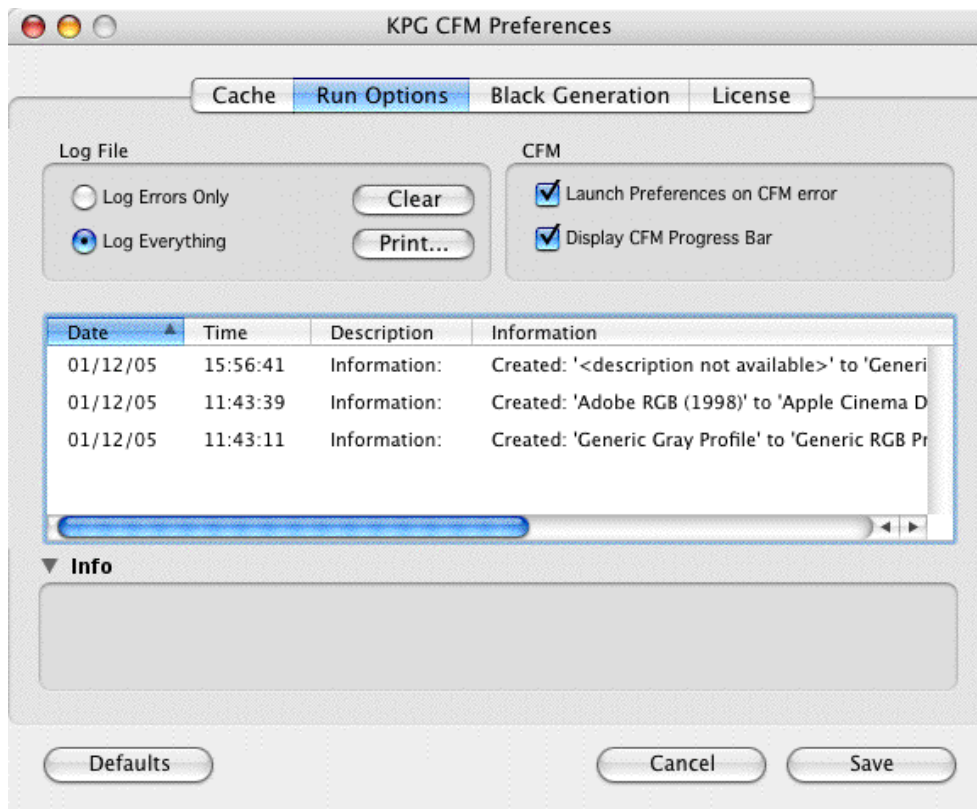 KPG CFM Preferences
Cache Run Options Black Generation License
Log File
Log Errors Only
Log Everything
Clear
Print...
CFM
Launch Preferences on CFM error
Display CFM Progress Bar
Date Time Description Information
01/12/05 15:56:41 Information: Created: '<description not available>' to 'Generi
01/12/05 11:43:39 Information: Created: 'Adobe RGB (1998)' to 'Apple Cinema D
01/12/05 11:43:11 Information: Created: 'Generic Gray Profile' to 'Generic RGB Pr
Info
Defaults Cancel Save